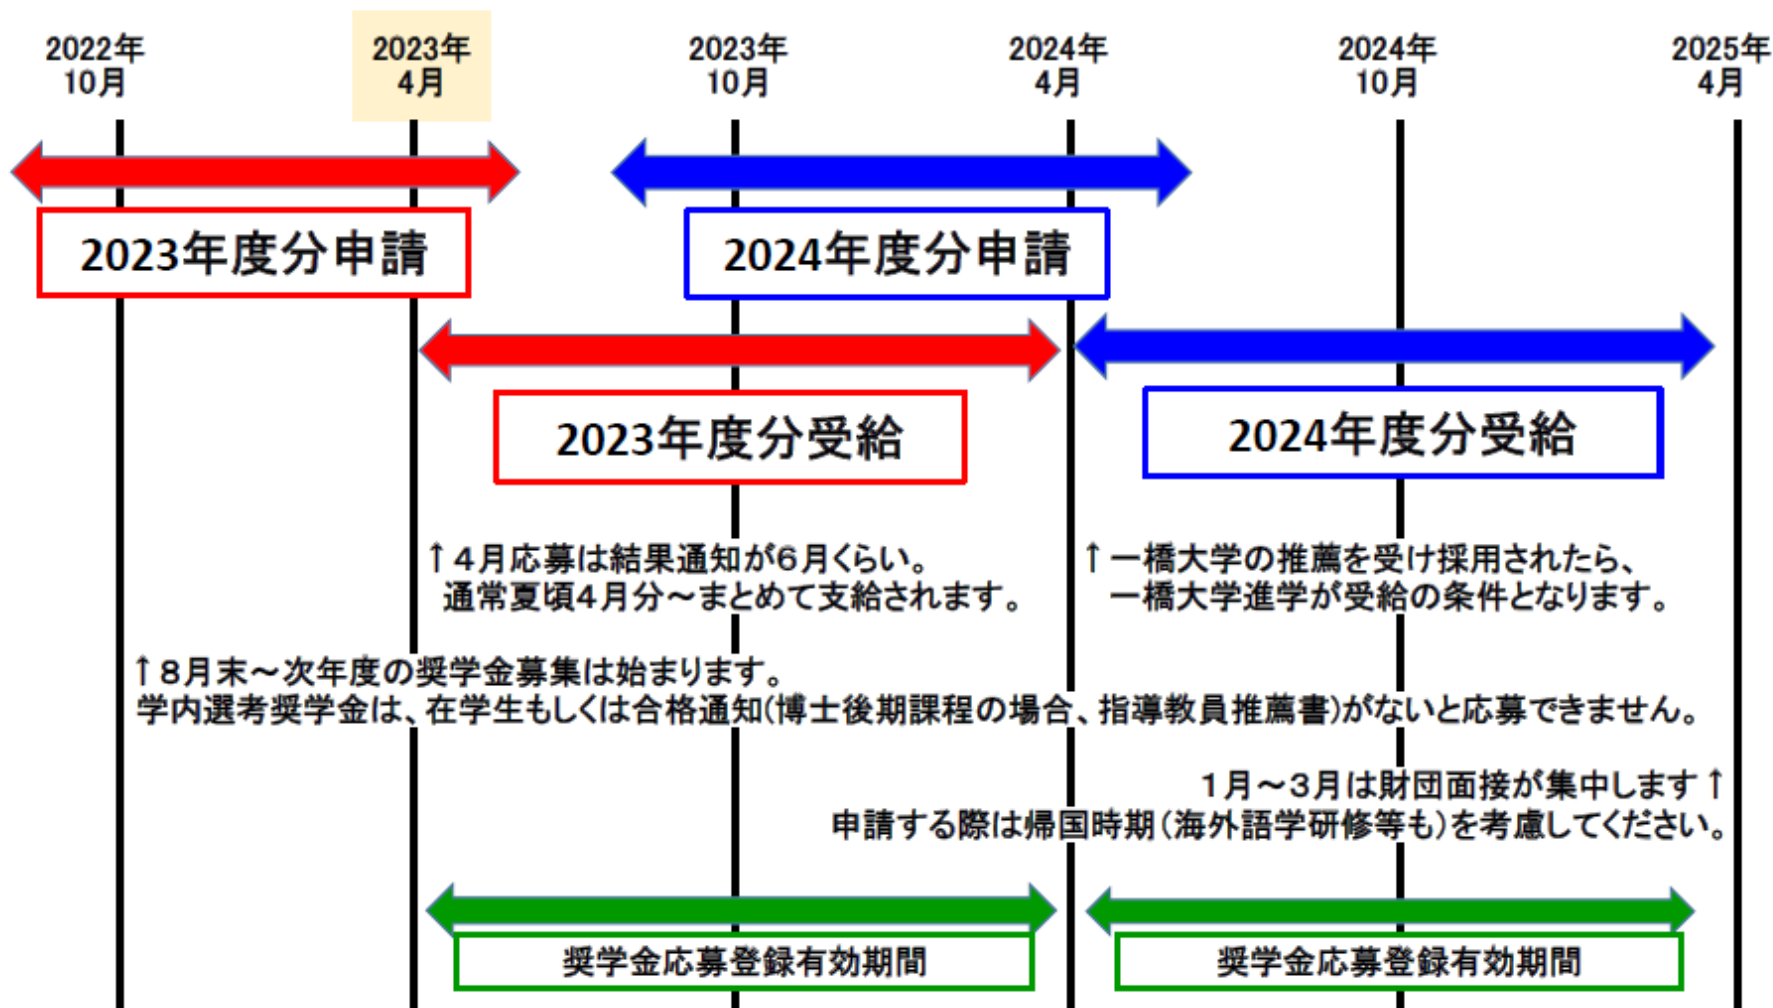 2022年
10月
2023年
4月
2023年
10月
2024年
4月
2024年
10月
2025年
4月
2023年度分申請
2024年度分申請
2023年度分受給
2024年度分受給
↑４月応募は結果通知が６月くらい。
通常夏頃４月分～まとめて支給されます。
↑一橋大学の推薦を受け採用されたら、
一橋大学進学が受給の条件となります。
↑８月末～次年度の奨学金募集は始まります。
学内選考奨学金は、在学生もしくは合格通知(博士後期課程の場合、指導教員推薦書)がないと応募できません。
１月～３月は財団面接が集中します↑
申請する際は帰国時期（海外語学研修等も）を考慮してください。
奨学金応募登録有効期間
奨学金応募登録有効期間